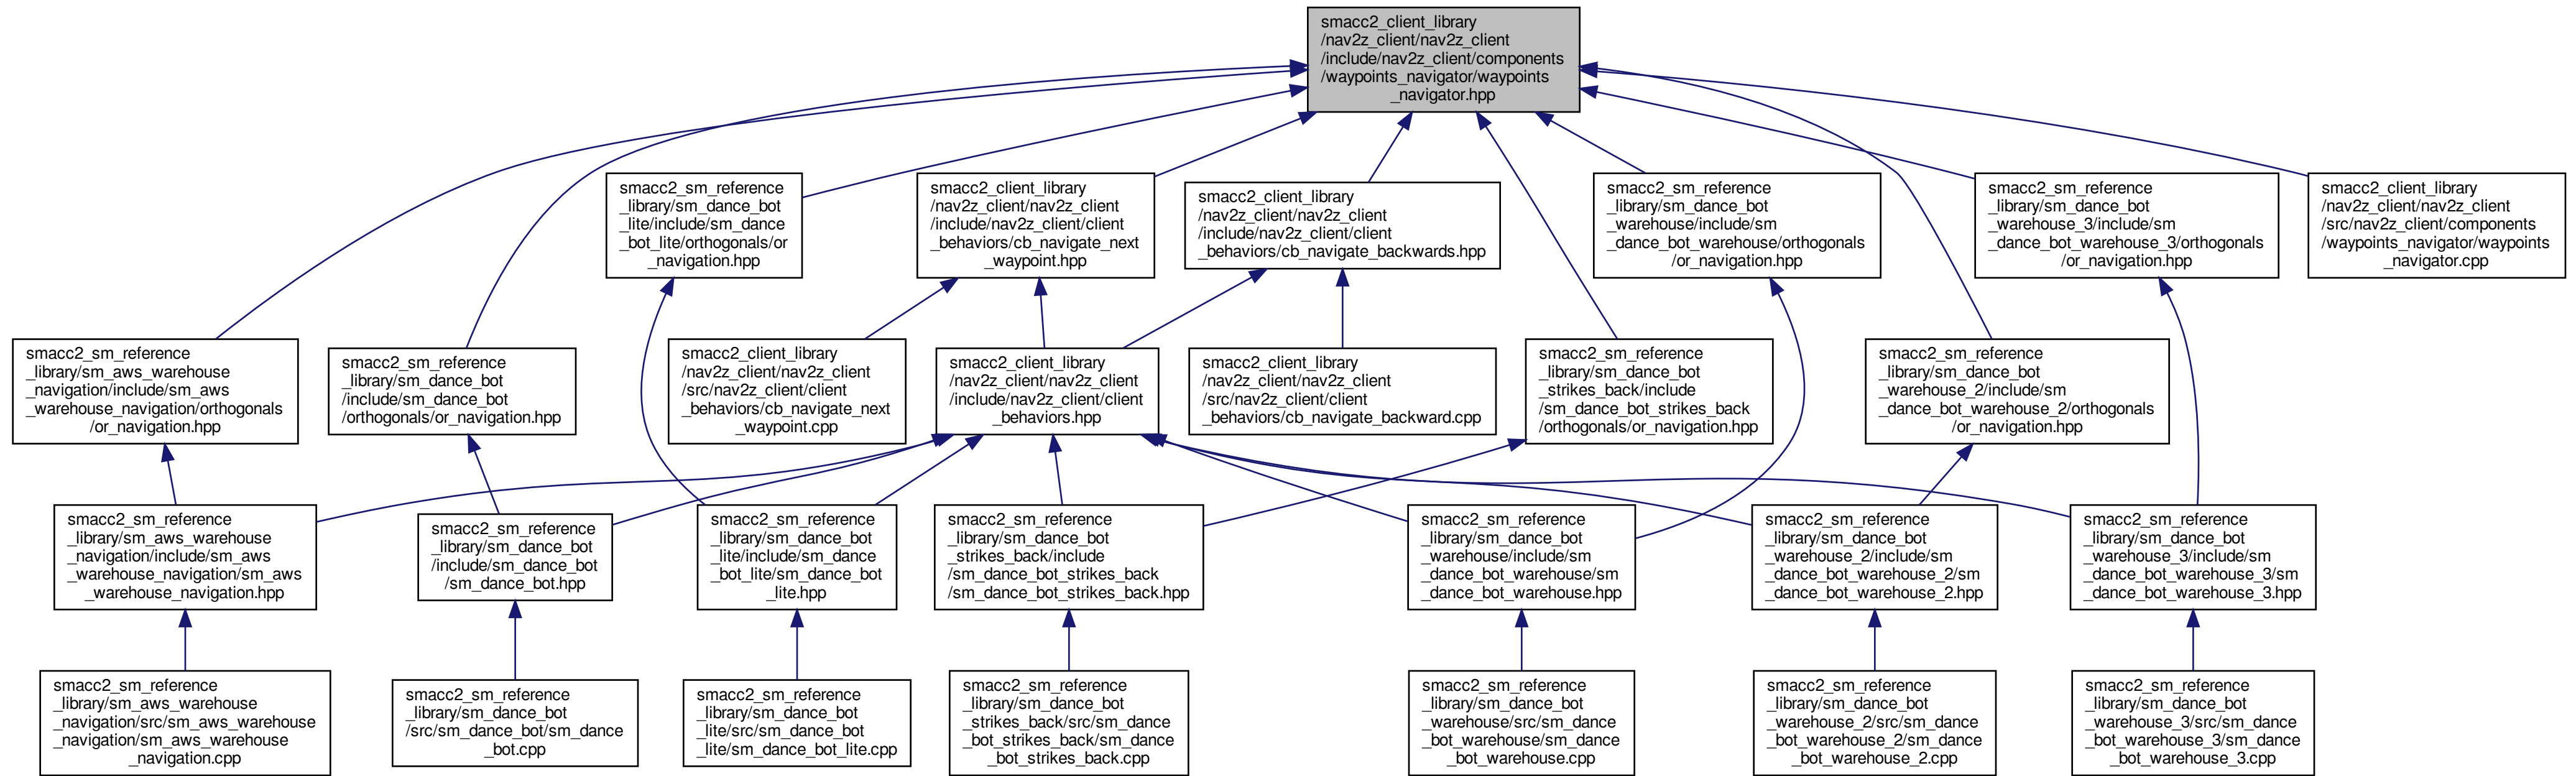 smacc2_client_library
/nav2z_client/nav2z_client
/include/nav2z_client/components
/waypoints_navigator/waypoints
_navigator.hpp
smacc2_sm_reference
_library/sm_dance_bot
_lite/include/sm_dance
_bot_lite/orthogonals/or
_navigation.hpp
smacc2_client_library
/nav2z_client/nav2z_client
/include/nav2z_client/client
_behaviors/cb_navigate_next
_waypoint.hpp
smacc2_client_library
/nav2z_client/nav2z_client
/include/nav2z_client/client
_behaviors/cb_navigate_backwards.hpp
smacc2_sm_reference
_library/sm_dance_bot
_warehouse/include/sm
_dance_bot_warehouse/orthogonals
/or_navigation.hpp
smacc2_sm_reference
_library/sm_dance_bot
_warehouse_3/include/sm
_dance_bot_warehouse_3/orthogonals
/or_navigation.hpp
smacc2_client_library
/nav2z_client/nav2z_client
/src/nav2z_client/components
/waypoints_navigator/waypoints
_navigator.cpp
smacc2_sm_reference
_library/sm_aws_warehouse
_navigation/include/sm_aws
_warehouse_navigation/orthogonals
/or_navigation.hpp
smacc2_sm_reference
_library/sm_dance_bot
/include/sm_dance_bot
/orthogonals/or_navigation.hpp
smacc2_client_library
/nav2z_client/nav2z_client
/src/nav2z_client/client
_behaviors/cb_navigate_next
_waypoint.cpp
smacc2_client_library
/nav2z_client/nav2z_client
/include/nav2z_client/client
_behaviors.hpp
smacc2_client_library
/nav2z_client/nav2z_client
/src/nav2z_client/client
_behaviors/cb_navigate_backward.cpp
smacc2_sm_reference
_library/sm_dance_bot
_strikes_back/include
/sm_dance_bot_strikes_back
/orthogonals/or_navigation.hpp
smacc2_sm_reference
_library/sm_dance_bot
_warehouse_2/include/sm
_dance_bot_warehouse_2/orthogonals
/or_navigation.hpp
smacc2_sm_reference
_library/sm_aws_warehouse
_navigation/include/sm_aws
_warehouse_navigation/sm_aws
_warehouse_navigation.hpp
smacc2_sm_reference
_library/sm_dance_bot
/include/sm_dance_bot
/sm_dance_bot.hpp
smacc2_sm_reference
_library/sm_dance_bot
_lite/include/sm_dance
_bot_lite/sm_dance_bot
_lite.hpp
smacc2_sm_reference
_library/sm_dance_bot
_strikes_back/include
/sm_dance_bot_strikes_back
/sm_dance_bot_strikes_back.hpp
smacc2_sm_reference
_library/sm_dance_bot
_warehouse/include/sm
_dance_bot_warehouse/sm
_dance_bot_warehouse.hpp
smacc2_sm_reference
_library/sm_dance_bot
_warehouse_2/include/sm
_dance_bot_warehouse_2/sm
_dance_bot_warehouse_2.hpp
smacc2_sm_reference
_library/sm_dance_bot
_warehouse_3/include/sm
_dance_bot_warehouse_3/sm
_dance_bot_warehouse_3.hpp
smacc2_sm_reference
_library/sm_aws_warehouse
_navigation/src/sm_aws_warehouse
_navigation/sm_aws_warehouse
_navigation.cpp
smacc2_sm_reference
_library/sm_dance_bot
/src/sm_dance_bot/sm_dance
_bot.cpp
smacc2_sm_reference
_library/sm_dance_bot
_lite/src/sm_dance_bot
_lite/sm_dance_bot_lite.cpp
smacc2_sm_reference
_library/sm_dance_bot
_strikes_back/src/sm_dance
_bot_strikes_back/sm_dance
_bot_strikes_back.cpp
smacc2_sm_reference
_library/sm_dance_bot
_warehouse/src/sm_dance
_bot_warehouse/sm_dance
_bot_warehouse.cpp
smacc2_sm_reference
_library/sm_dance_bot
_warehouse_2/src/sm_dance
_bot_warehouse_2/sm_dance
_bot_warehouse_2.cpp
smacc2_sm_reference
_library/sm_dance_bot
_warehouse_3/src/sm_dance
_bot_warehouse_3/sm_dance
_bot_warehouse_3.cpp